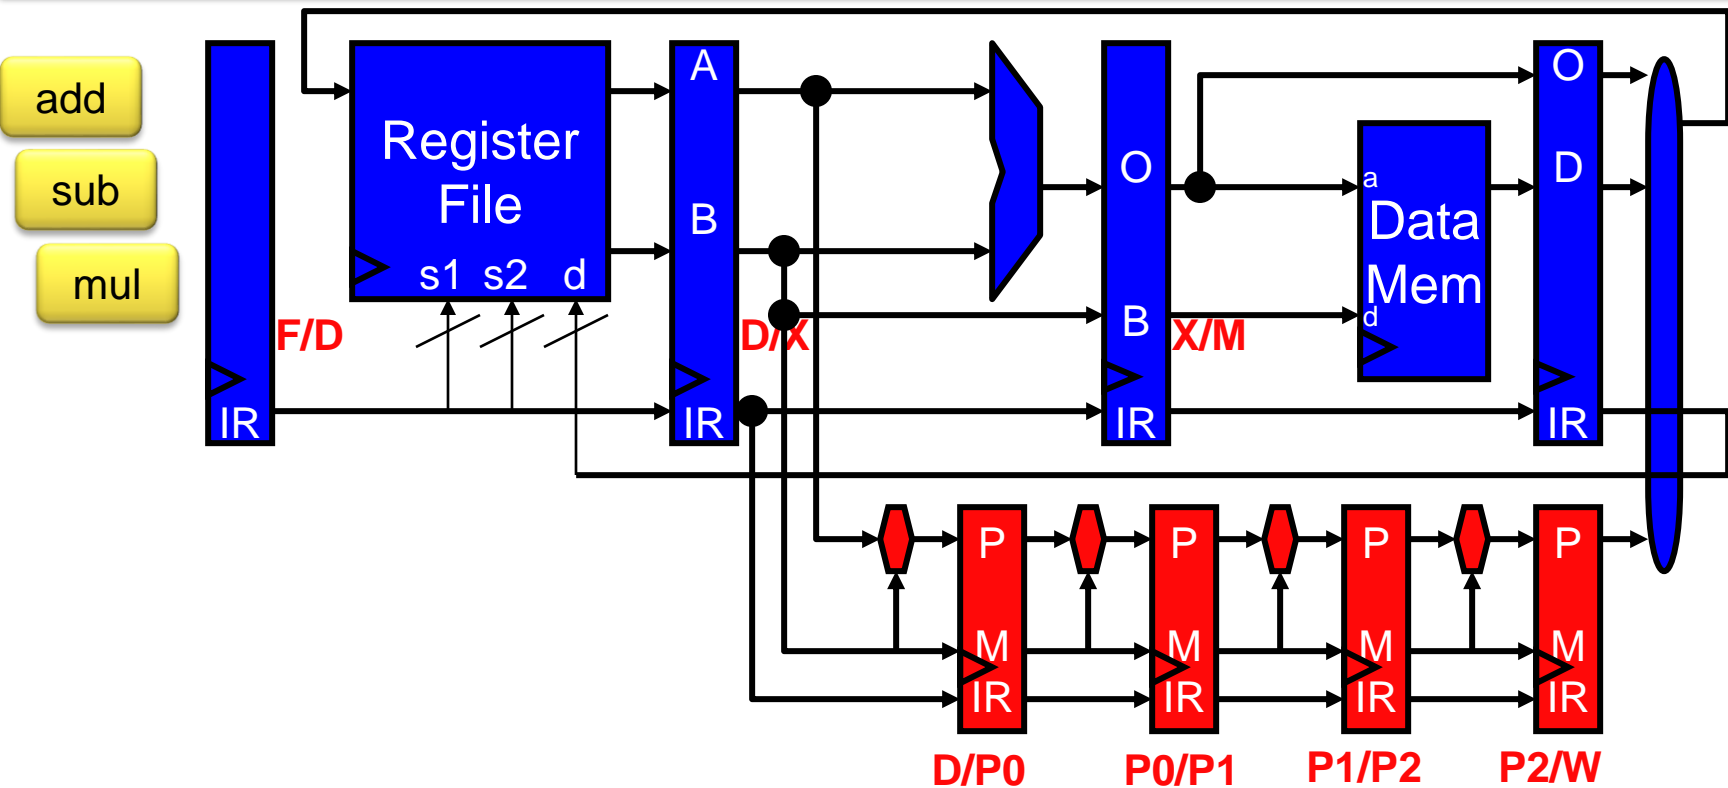 add
sub
mul
Register
File
s1 s2 d
IR
F/D
A
B
IR
D/X
O
B
IR
X/M
a
Data
Mem
d
O
D
IR
P
M
IR
D/P0
P
M
IR
P0/P1
P
M
IR
P1/P2
P
M
IR
P2/W